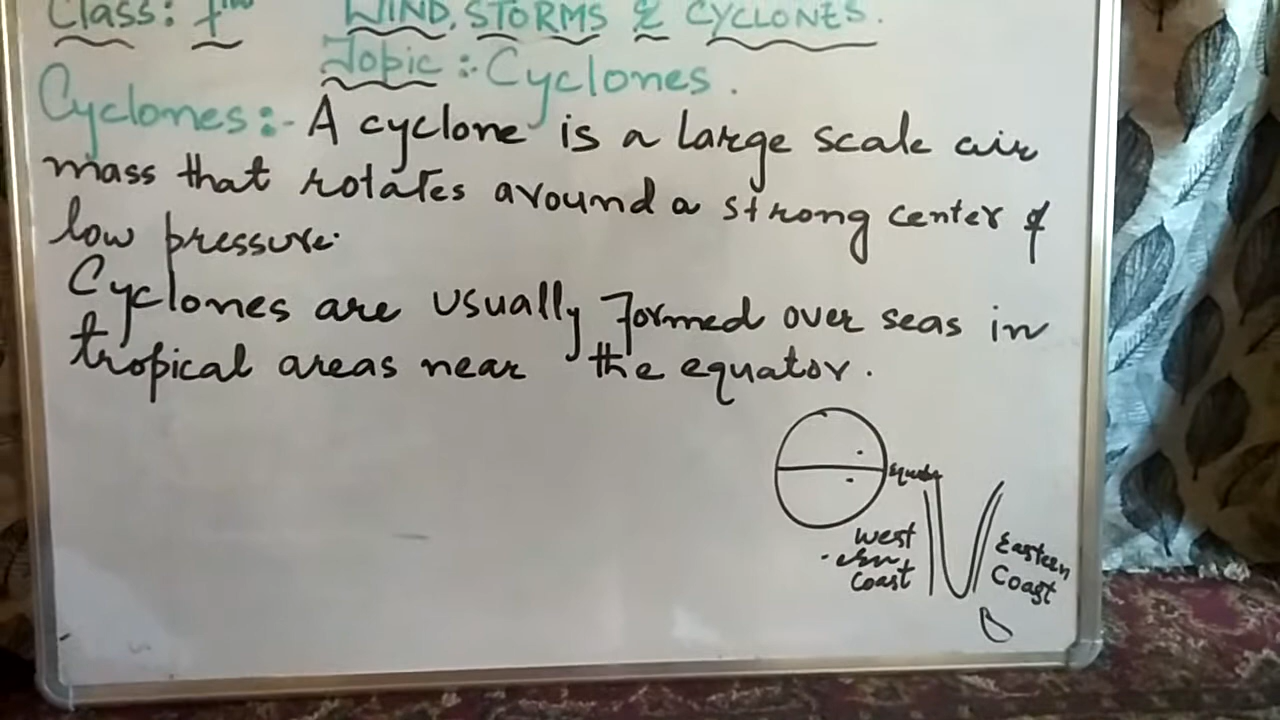 Class: 7th WIND, STORMS & CYCLONES.
Topic :- Cyclones.
Cyclones:- A cyclone is a large scale air
mass that rotates around a strong center of
low pressure.
Cyclones are usually formed over seas in
tropical areas near the equator.
Equator
West
-ern
Coast
Eastern
Coast